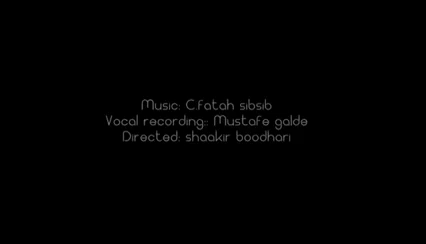 Music: C.Fatah sibsib
Vocal recording:: Mustafe galde
Directed: shaakir boodhari